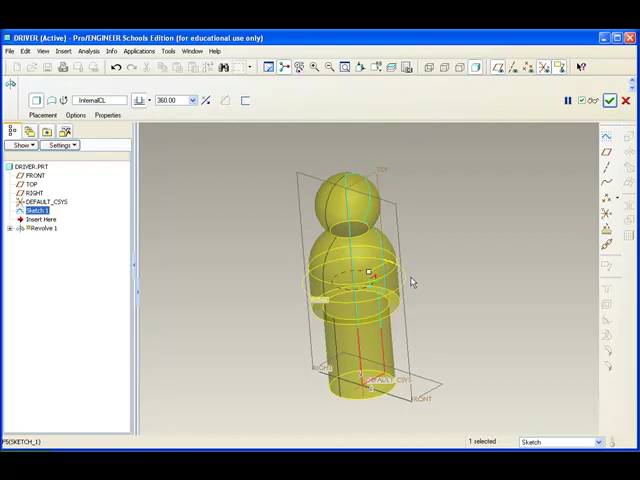 DRIVER (Active) - Pro/ENGINEER Schools Edition (for educational use only)
File Edit View Insert Analysis Info Applications Tools Window Help
InternalCL 360.00
Placement Options Properties
Show Settings
DRIVER.PRT
FRONT
TOP
RIGHT
DEFAULT_CSYS
Sketch 1
Insert Here
Revolve 1
TOP
RIGHT
DEFAULT_CSYS
FRONT
F5(SKETCH_1)
1 selected
Sketch